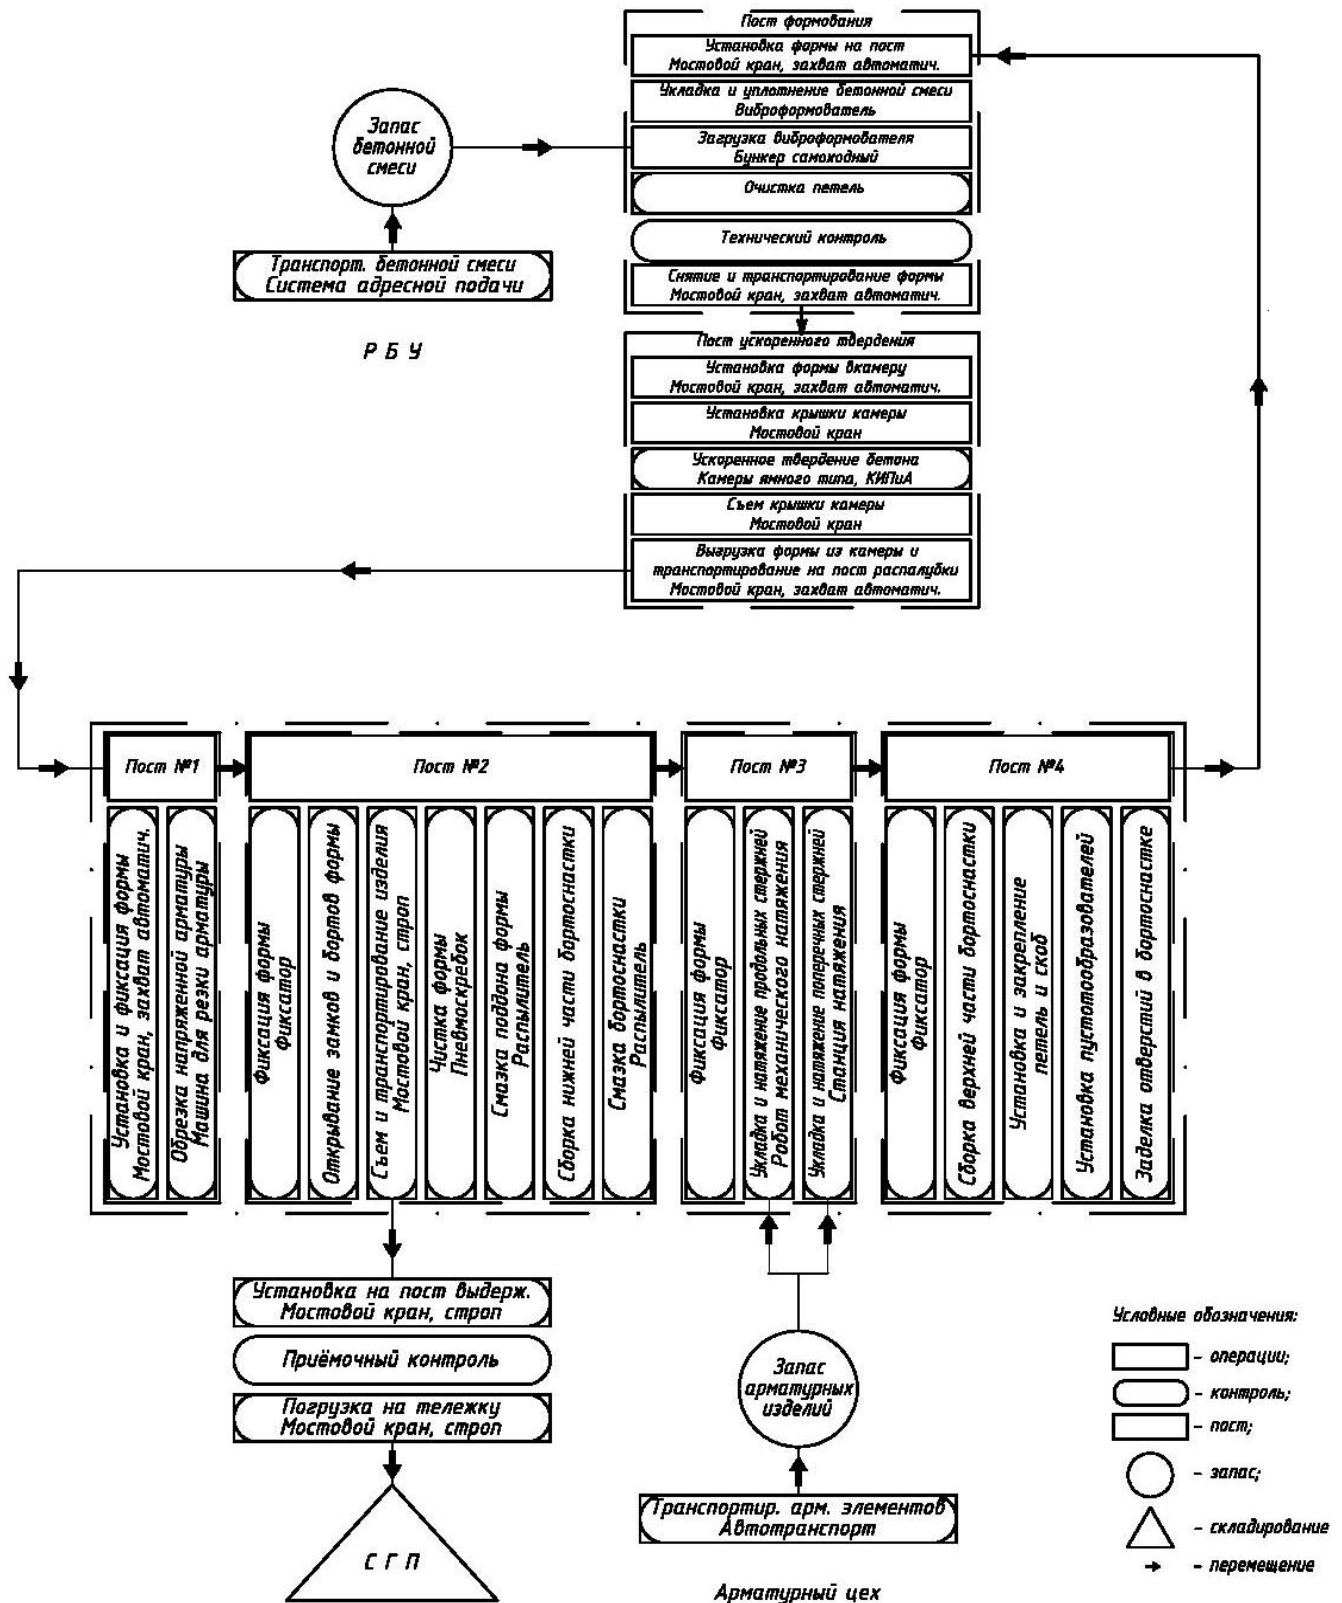 Пост формования
Установка формы на пост
Мостовой кран, захват автоматич.
Укладка и уплотнение бетонной смеси
Виброформователь
Загрузка виброформователя
Бункер самоходный
Очистка петель
Технический контроль
Снятие и транспортирование формы
Мостовой кран, захват автоматич.
Запас
бетонной
смеси
Транспорт. бетонной смеси
Система адресной подачи
Р Б У
Пост ускоренного твердения
Установка формы вкамеру
Мостовой кран, захват автоматич.
Установка крышки камеры
Мостовой кран
Ускоренное твердение бетона
Камеры ямного типа, КИПиА
Съем крышки камеры
Мостовой кран
Выгрузка формы из камеры и
транспортирование на пост распалубки
Мостовой кран, захват автоматич.
Пост №1
Установка и фиксация формы
Мостовой кран, захват автоматич.
Обрезка напряженной арматуры
Машина для резки арматуры
Пост №2
Фиксация формы
Фиксатор
Открывание замков и бортов формы
Съем и транспортирование изделия
Мостовой кран, строп
Чистка формы
Пневмоскребок
Смазка поддона формы
Распылитель
Сборка нижней части бортоснастки
Смазка бортоснастки
Распылитель
Пост №3
Фиксация формы
Фиксатор
Укладка и натяжение продольных стержней
Робот механического натяжения
Укладка и натяжение поперечных стержней
Станция натяжения
Пост №4
Фиксация формы
Фиксатор
Сборка верхней части бортоснастки
Установка и закрепление
петель и скоб
Установка пустотообразователей
Заделка отверстий в бортоснастке
Установка на пост выдерж.
Мостовой кран, строп
Приёмочный контроль
Погрузка на тележку
Мостовой кран, строп
С Г П
Запас
арматурных
изделий
Транспортир. арм. элементов
Автотранспорт
Арматурный цех
Условные обозначения:
- операции;
- контроль;
- пост;
- запас;
- складирование
- перемещение